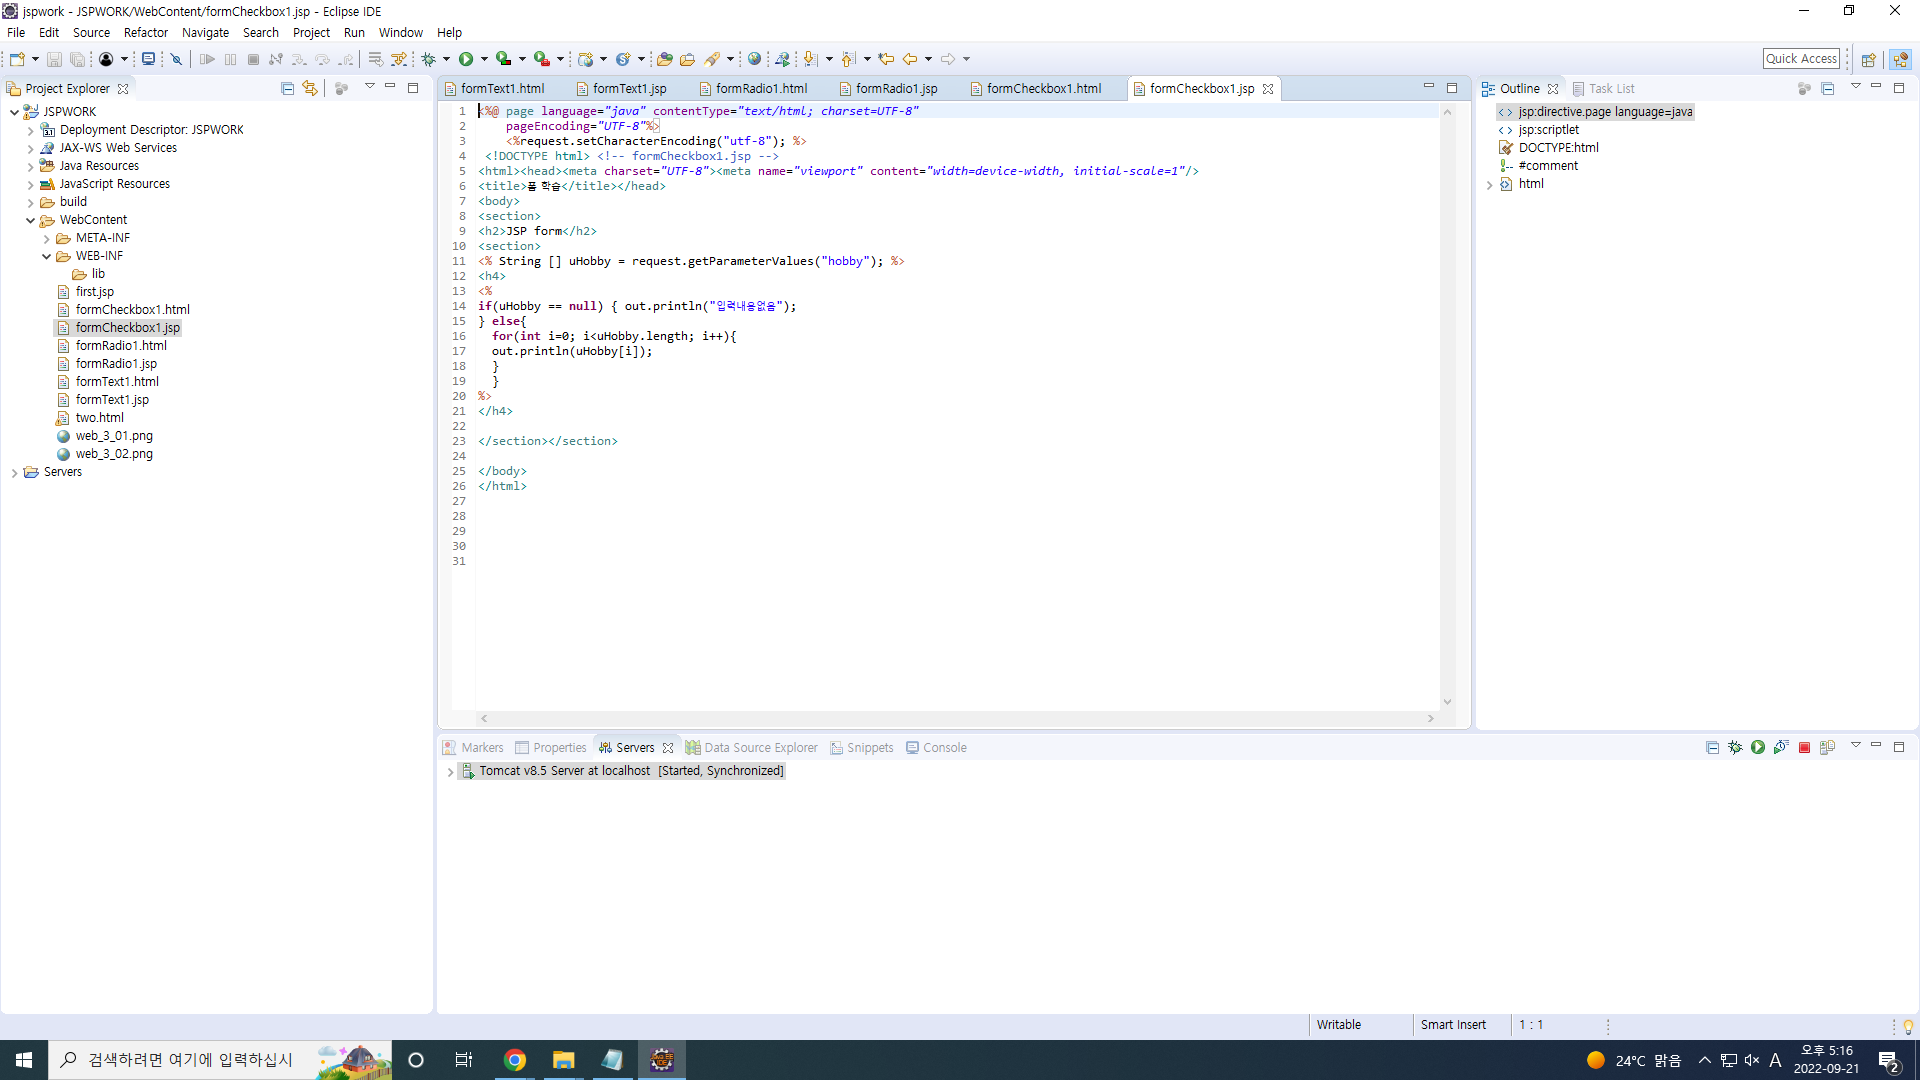 jspwork - JSPWORK/WebContent/formCheckbox1.jsp - Eclipse IDE
File Edit Source Refactor Navigate Search Project Run Window Help
Quick Access
Project Explorer
JSPWORK
Deployment Descriptor: JSPWORK
JAX-WS Web Services
Java Resources
JavaScript Resources
build
WebContent
META-INF
WEB-INF
lib
first.jsp
formCheckbox1.html
formCheckbox1.jsp
formRadio1.html
formRadio1.jsp
formText1.html
formText1.jsp
two.html
web_3_01.png
web_3_02.png
Servers
formText1.html formText1.jsp formRadio1.html formRadio1.jsp formCheckbox1.html formCheckbox1.jsp
1 <%@ page language="java" contentType="text/html; charset=UTF-8"
2 pageEncoding="UTF-8"%>
3 <%request.setCharacterEncoding("utf-8"); %>
4 <!DOCTYPE html> <!-- formCheckbox1.jsp -->
5 <html><head><meta charset="UTF-8"><meta name="viewport" content="width=device-width, initial-scale=1"/>
6 <title>폼 학습</title></head>
7 <body>
8 <section>
9 <h2>JSP form</h2>
10 <section>
11 <% String [] uHobby = request.getParameterValues("hobby"); %>
12 <h4>
13 <%
14 if(uHobby == null) { out.println("입력내용없음");
15 } else{
16 for(int i=0; i<uHobby.length; i++){
17 out.println(uHobby[i]);
18 }
19 }
20 %>
21 </h4>
22
23 </section></section>
24
25 </body>
26 </html>
27
28
29
30
31
Outline Task List
jsp:directive.page language=java
jsp:scriptlet
DOCTYPE:html
#comment
html
Markers Properties Servers Data Source Explorer Snippets Console
Tomcat v8.5 Server at localhost [Started, Synchronized]
Writable Smart Insert 1 : 1
검색하려면 여기에 입력하십시
24°C 맑음 A 오후 5:16
2022-09-21
2